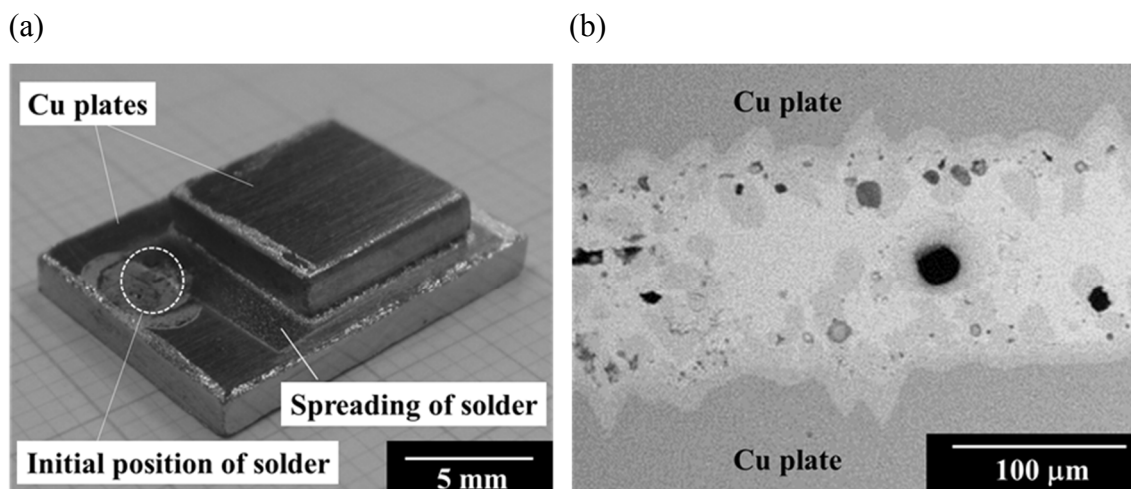 (a)
(b)
Cu plates
Spreading of solder
Initial position of solder
5 mm
Cu plate
Cu plate
100 μm